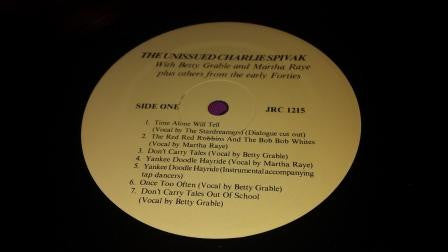 THE UNISSUED CHARLIE SPIVAK
With Betty Grable and Martha Raye
plus others from the early Forties
SIDE ONE
JRC 1215
1. Time Alone Will Tell
(Vocal by The Stardreamers) (Dialogue cut out)
2. The Red Red Robbins And The Bob Bob Whites
(Vocal by Martha Raye)
3. Don't Carry Tales (Vocal by Betty Grable)
4. Yankee Doodle Hayride (Vocal by Martha Raye)
5. Yankee Doodle Hayride (Instrumental accompanying
tap dancers)
6. Once Too Often (Vocal by Betty Grable)
7. Don't Carry Tales Out Of School
(Vocal by Betty Grable)